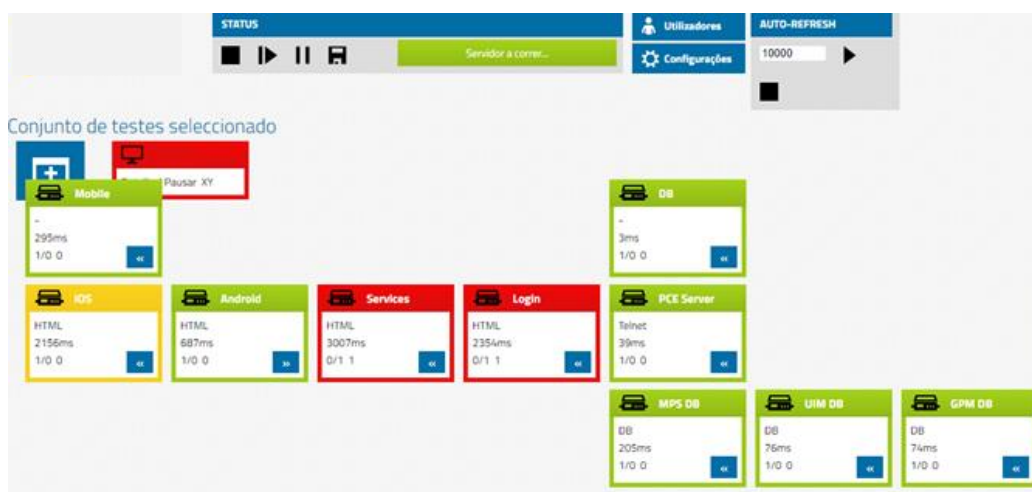 STATUS
Utilizadores
AUTO-REFRESH
Servidor a correr...
Configurações
10000
Conjunto de testes seleccionado
Pausar XY
Mobile
-
295ms
1/0 0
«
DB
-
3ms
1/0 0
«
IOS
HTML
2156ms
1/0 0
«
Android
HTML
687ms
1/0 0
»
Services
HTML
3007ms
0/1 1
«
Login
HTML
2354ms
0/1 1
«
PCE Server
Telnet
39ms
1/0 0
«
MPS DB
DB
205ms
1/0 0
«
UIM DB
DB
76ms
1/0 0
«
GPM DB
DB
74ms
1/0 0
«